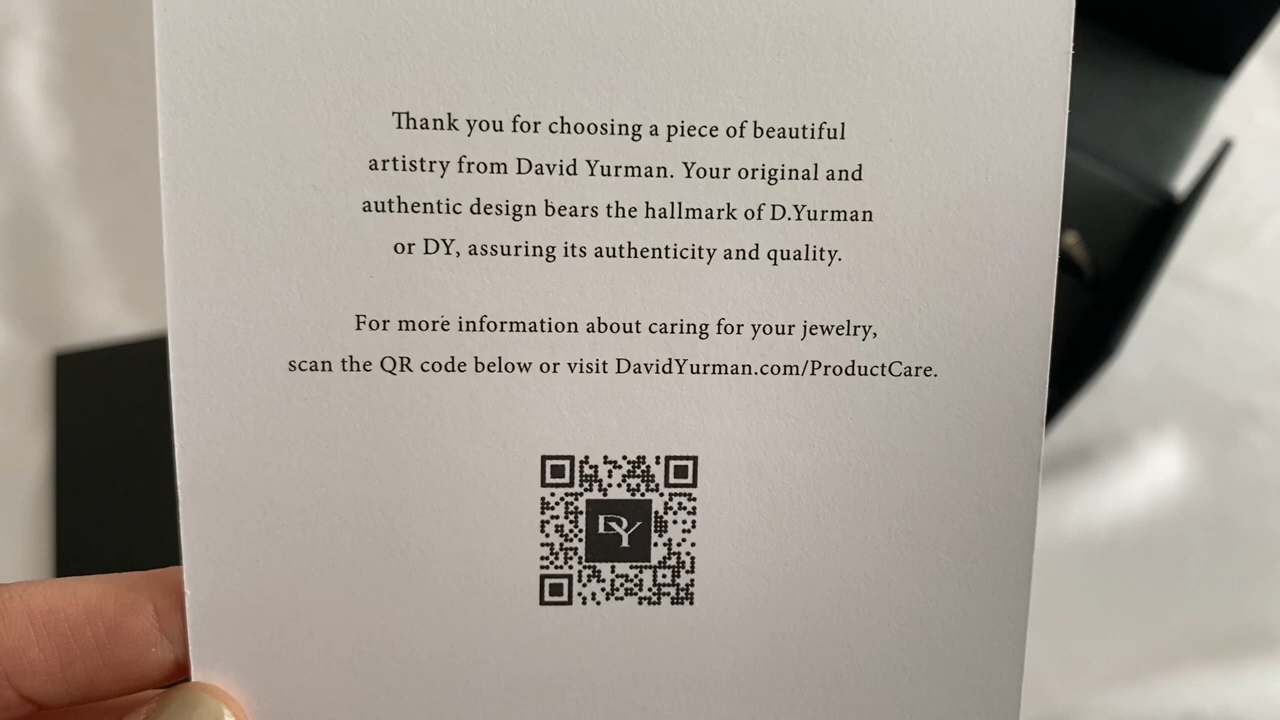 Thank you for choosing a piece of beautiful
artistry from David Yurman. Your original and
authentic design bears the hallmark of D.Yurman
or DY, assuring its authenticity and quality.
For more information about caring for your jewelry,
scan the QR code below or visit DavidYurman.com/ProductCare.
DY